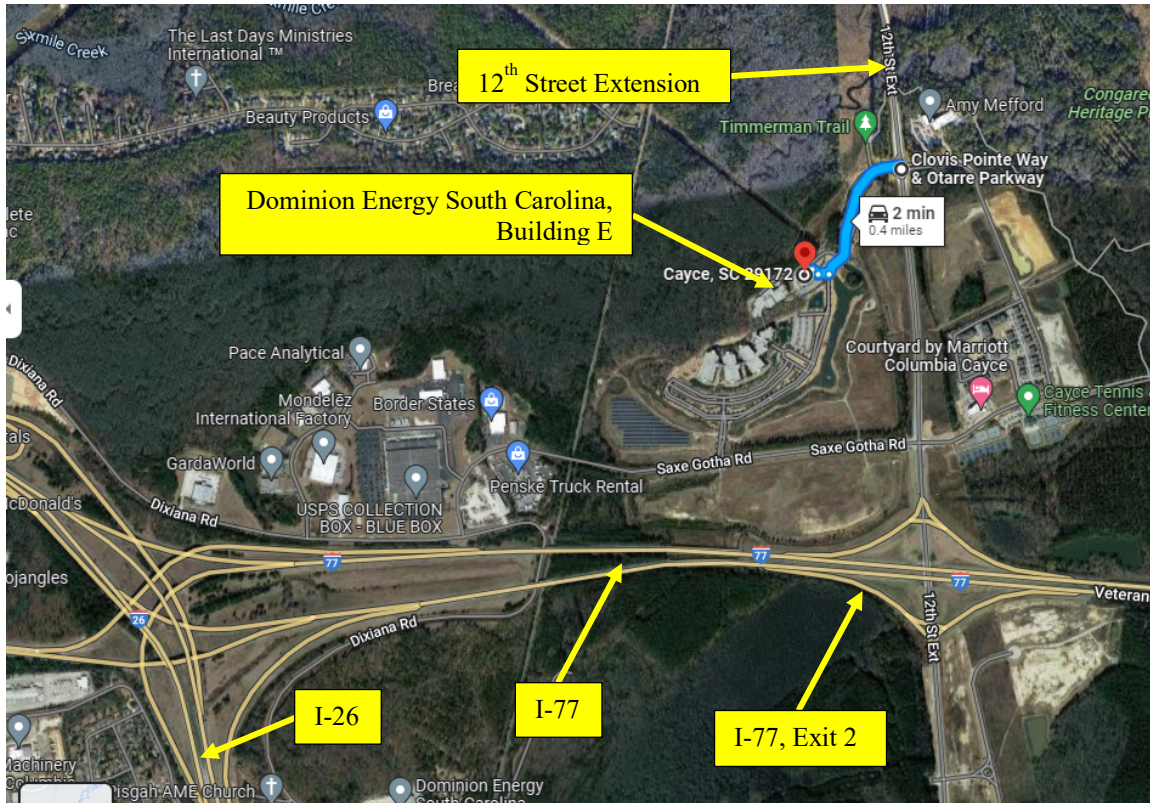 Sixmile Creek
The Last Days Ministries
International ™
Sixmile Creek
12th Street Extension
12th St Ext
Amy Mefford
Congaree
Heritage
Beauty Products
Timmerman Trail
Clovis Pointe Way
& Otarre Parkway
Dominion Energy South Carolina,
Building E
2 min
0.4 miles
Cayce, SC 29172
Dixiana Rd
Pace Analytical
Mondelēz
International Factory
Border States
Courtyard by Marriott
Columbia Cayce
Cayce Tennis &
Fitness Center
GardaWorld
Saxe Gotha Rd
Saxe Gotha Rd
Penske Truck Rental
McDonald's
Dixiana Rd
USPS COLLECTION
BOX - BLUE BOX
77
77
77
26
Veteran
12th St Ext
Dixiana Rd
I-26
I-77
I-77, Exit 2
Machinery
Pisgah AME Church
Dominion Energy
South Carolina